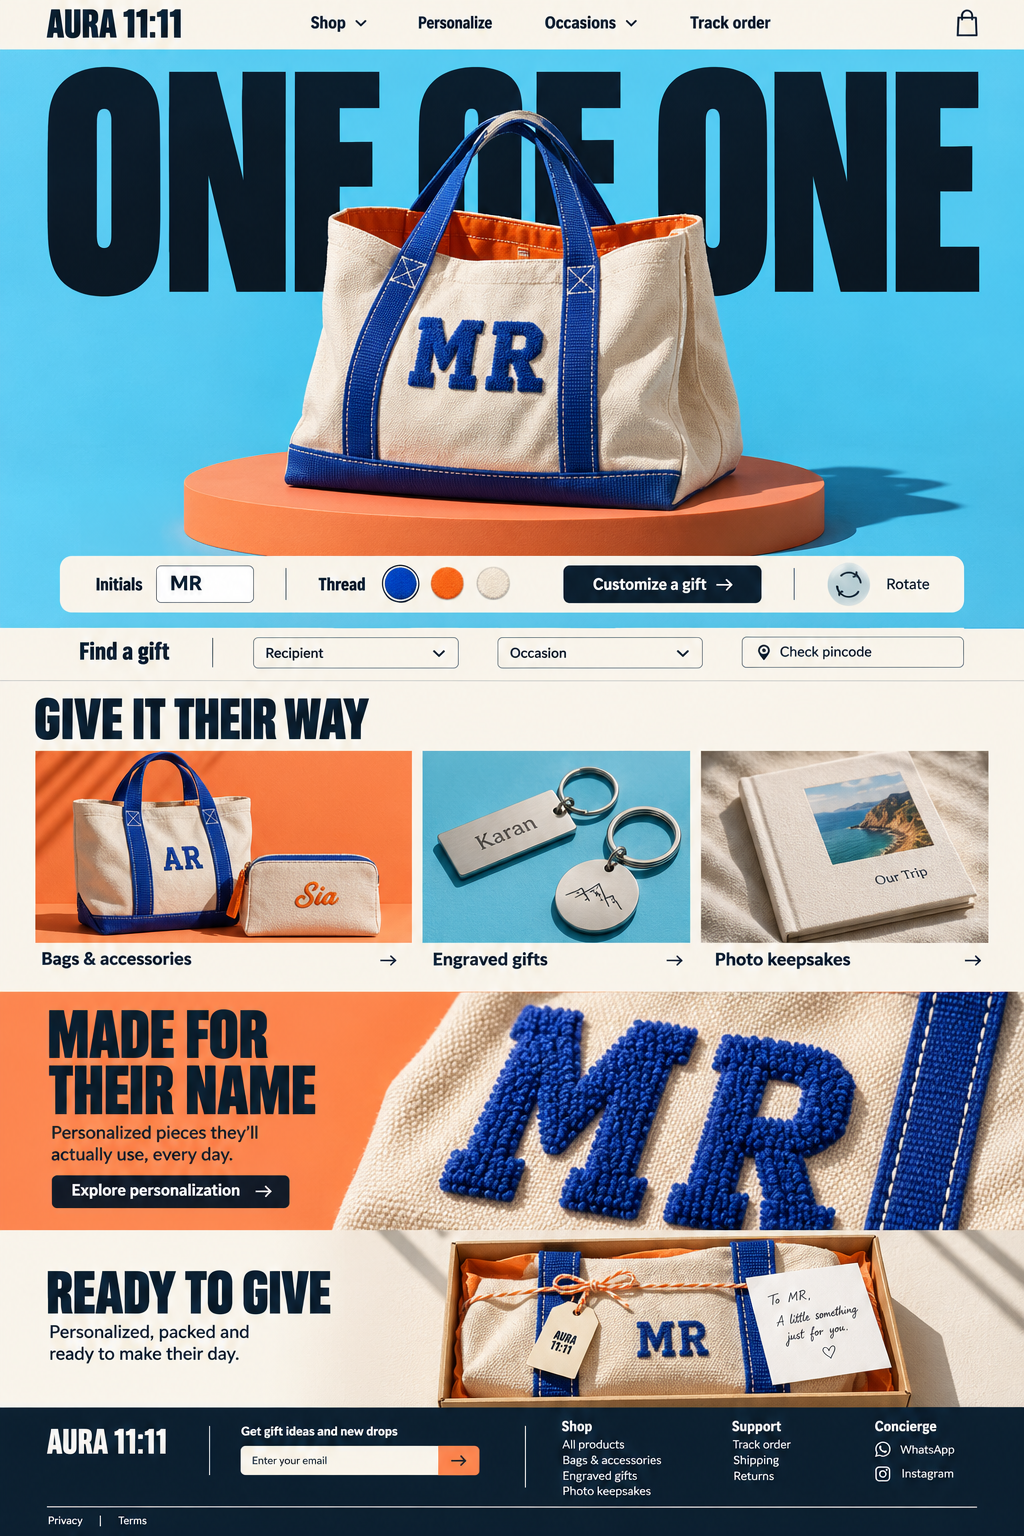 AURA 11:11
Shop
Personalize
Occasions
Track order
ONE OF ONE
MR
Initials
MR
Thread
Customize a gift →
Rotate
Find a gift
Recipient
Occasion
Check pincode
GIVE IT THEIR WAY
AR
Sia
Karan
Our Trip
Bags & accessories →
Engraved gifts →
Photo keepsakes →
MADE FOR
THEIR NAME
Personalized pieces they'll
actually use, every day.
Explore personalization →
MR
READY TO GIVE
Personalized, packed and
ready to make their day.
AURA
11:11
MR
To MR,
A little something
just for you.
♡
AURA 11:11
Get gift ideas and new drops
Enter your email
→
Shop
All products
Bags & accessories
Engraved gifts
Photo keepsakes
Support
Track order
Shipping
Returns
Concierge
WhatsApp
Instagram
Privacy | Terms